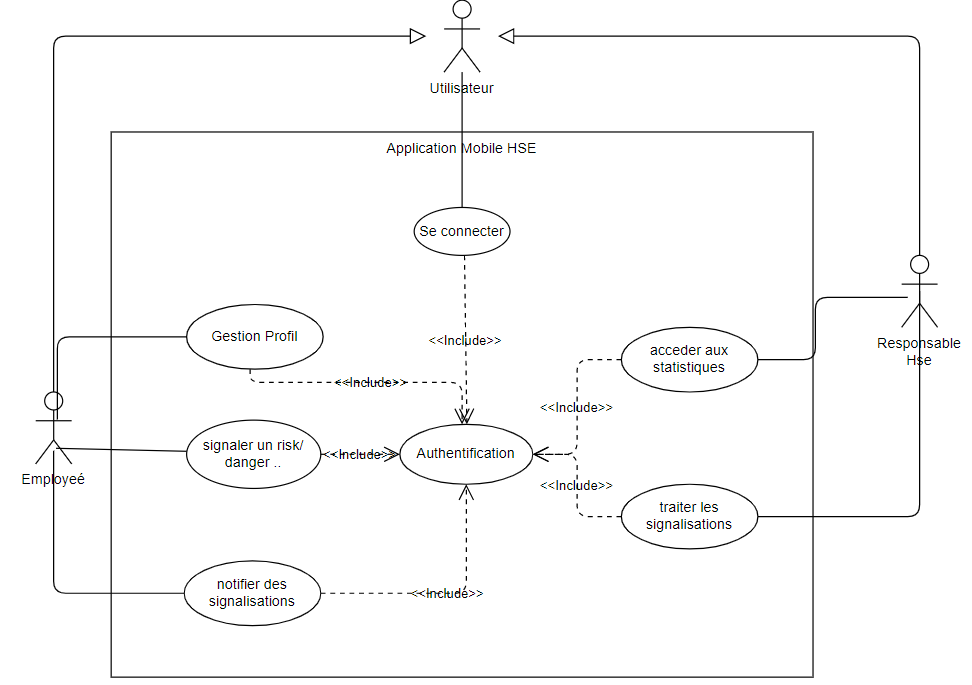 Utilisateur
Application Mobile HSE
Se connecter
<<Include>>
Gestion Profil
<<Include>>
acceder aux
statistiques
<<Include>>
Responsable
Hse
signaler un risk/
danger ..
<<Include>>
Authentification
Employeé
<<Include>>
traiter les
signalisations
notifier des
signalisations
<<Include>>